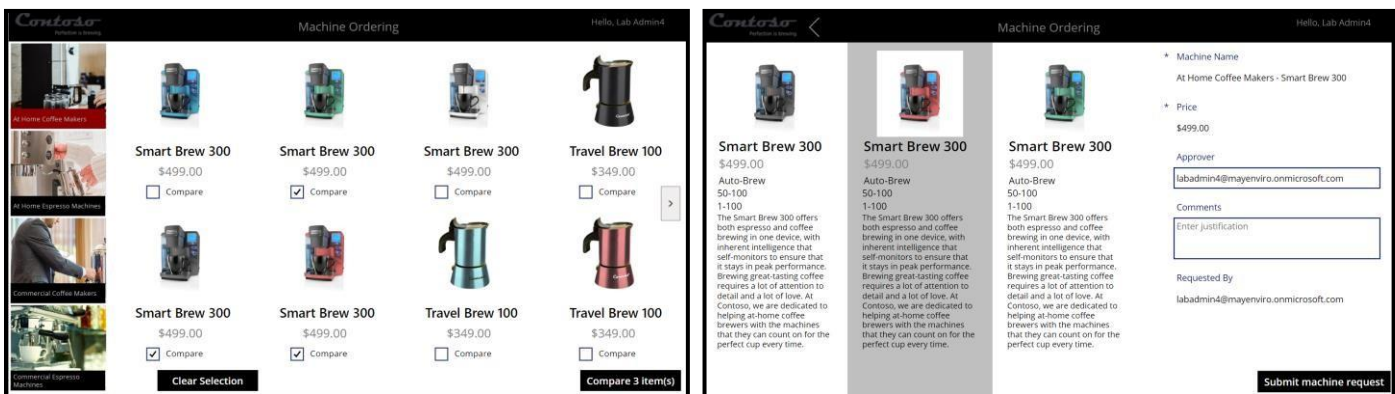 Contoso
Perfection is Brewing
Machine Ordering
Hello, Lab Admin4
At Home Coffee Makers
At Home Espresso Machines
Commercial Coffee Makers
Commercial Espresso
Machines
Smart Brew 300
$499.00
Compare
Smart Brew 300
$499.00
Compare
Smart Brew 300
$499.00
Compare
Travel Brew 100
$349.00
Compare
>
Smart Brew 300
$499.00
Compare
Smart Brew 300
$499.00
Compare
Travel Brew 100
$349.00
Compare
Travel Brew 100
$349.00
Compare
Clear Selection
Compare 3 item(s)
Contoso
Perfection is Brewing
Machine Ordering
Hello, Lab Admin4
Smart Brew 300
$499.00
Auto-Brew
50-100
1-100
The Smart Brew 300 offers
both espresso and coffee
brewing in one device, with
inherent intelligence that
self-monitors to ensure that
it stays in peak performance.
Brewing great-tasting coffee
requires a lot of attention to
detail and a lot of love. At
Contoso, we are dedicated to
helping at-home coffee
brewers with the machines
that they can count on for the
perfect cup every time.
Smart Brew 300
$499.00
Auto-Brew
50-100
1-100
The Smart Brew 300 offers
both espresso and coffee
brewing in one device, with
inherent intelligence that
self-monitors to ensure that
it stays in peak performance.
Brewing great-tasting coffee
requires a lot of attention to
detail and a lot of love. At
Contoso, we are dedicated to
helping at-home coffee
brewers with the machines
that they can count on for the
perfect cup every time.
Smart Brew 300
$499.00
Auto-Brew
50-100
1-100
The Smart Brew 300 offers
both espresso and coffee
brewing in one device, with
inherent intelligence that
self-monitors to ensure that
it stays in peak performance.
Brewing great-tasting coffee
requires a lot of attention to
detail and a lot of love. At
Contoso, we are dedicated to
helping at-home coffee
brewers with the machines
that they can count on for the
perfect cup every time.
* Machine Name
At Home Coffee Makers - Smart Brew 300
* Price
$499.00
Approver
labadmin4@mayenviro.onmicrosoft.com
Comments
Enter justification
Requested By
labadmin4@mayenviro.onmicrosoft.com
Submit machine request